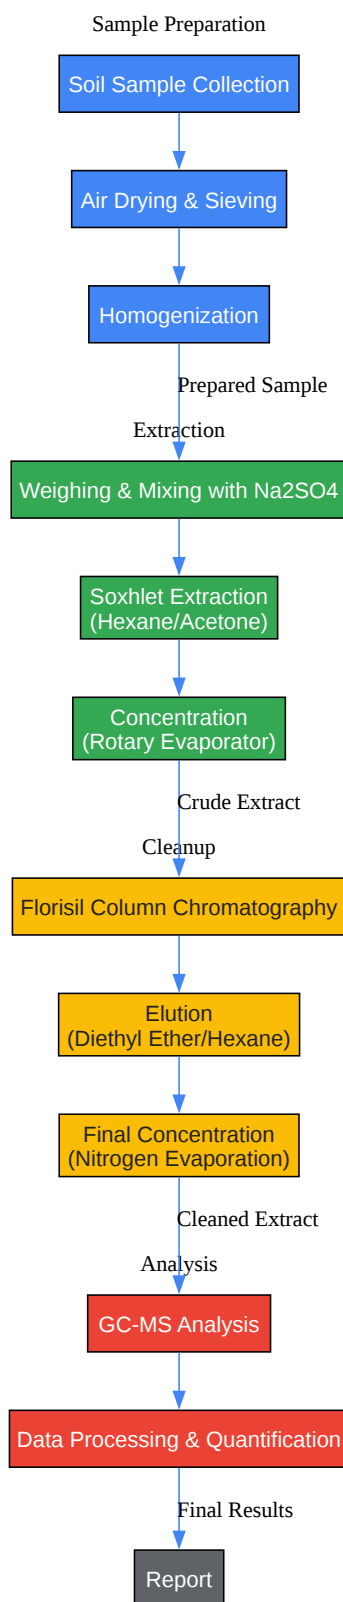 Sample Preparation
Soil Sample Collection
Air Drying & Sieving
Homogenization
Prepared Sample
Extraction
Weighing & Mixing with Na2SO4
Soxhlet Extraction
(Hexane/Acetone)
Concentration
(Rotary Evaporator)
Crude Extract
Cleanup
Florisil Column Chromatography
Elution
(Diethyl Ether/Hexane)
Final Concentration
(Nitrogen Evaporation)
Cleaned Extract
Analysis
GC-MS Analysis
Data Processing & Quantification
Final Results
Report